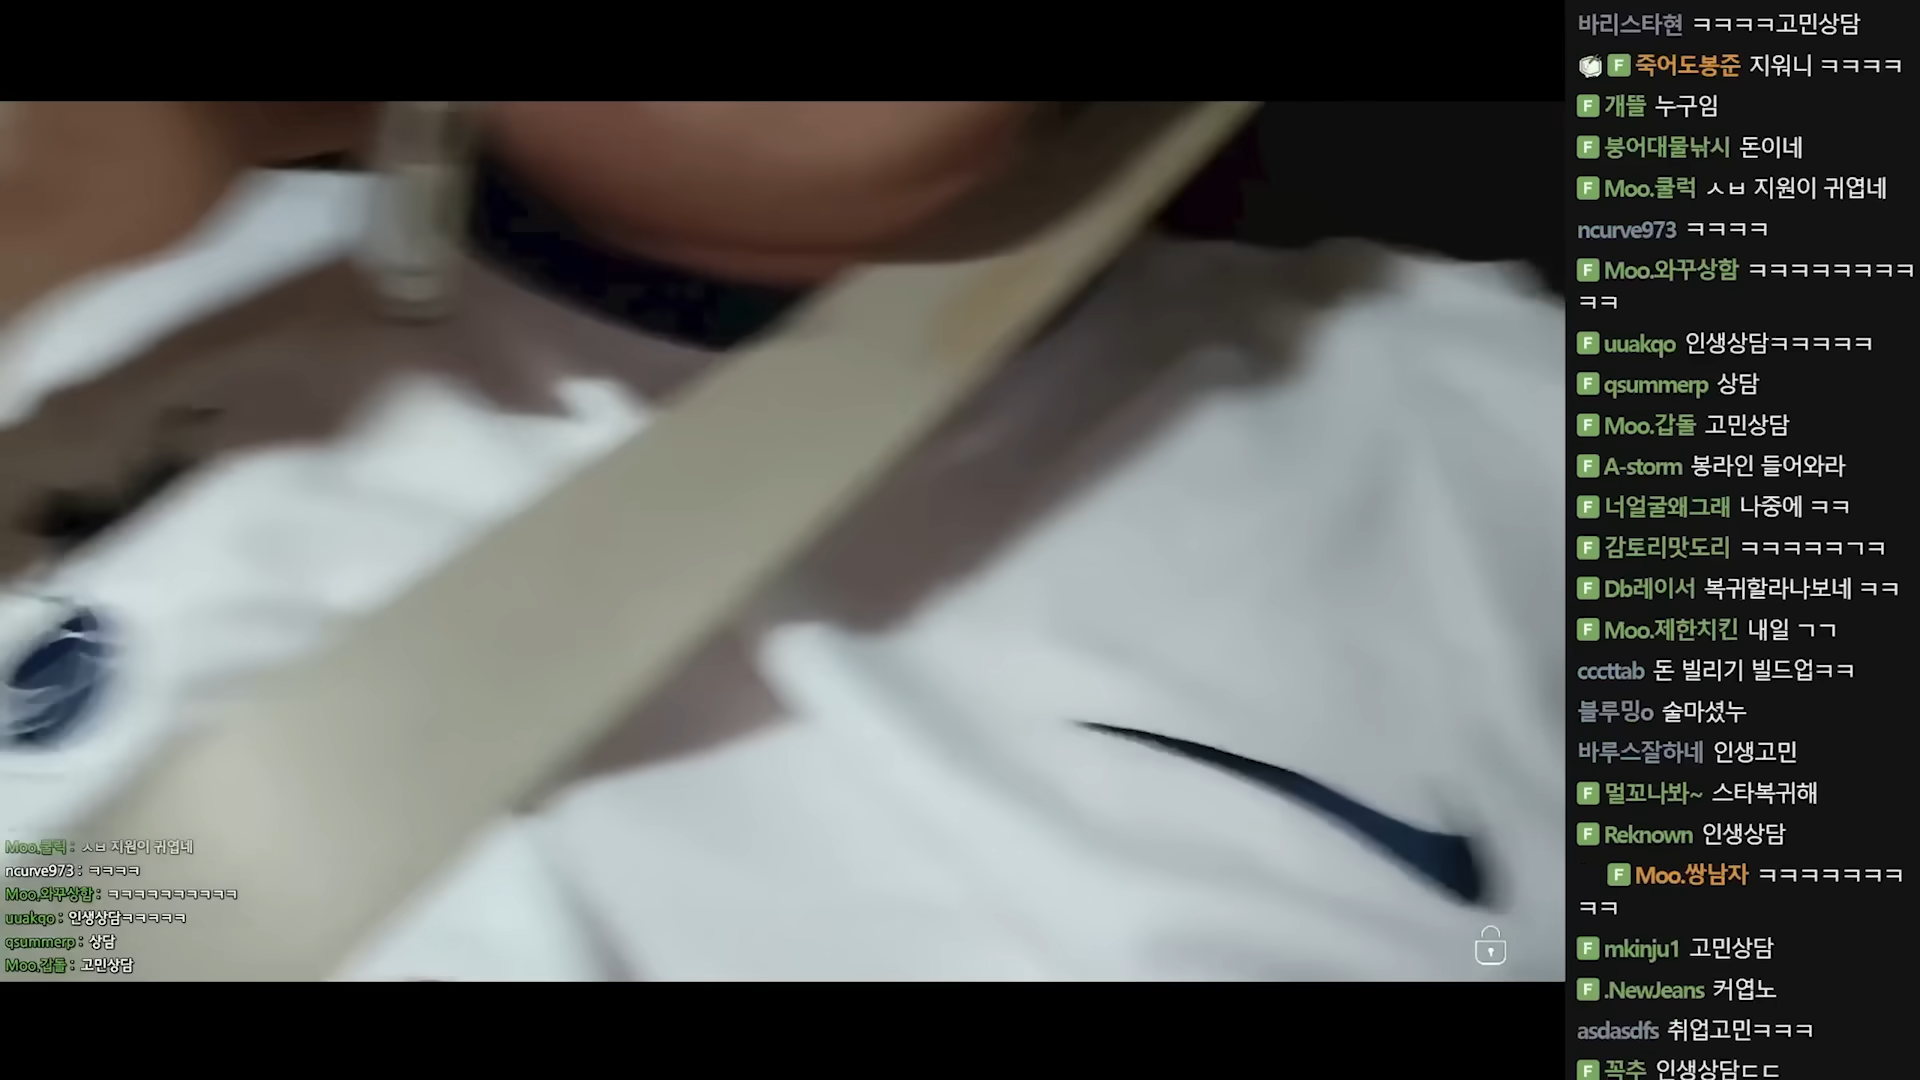 바리스타현 ㅋㅋㅋㅋ고민상담
F 죽어도봉준 지워니 ㅋㅋㅋㅋ
F 개뜰 누구임
F 붕어대물낚시 돈이네
F Moo.쿨럭 ㅅㅂ 지원이 귀엽네
ncurve973 ㅋㅋㅋㅋ
F Moo.와꾸상함 ㅋㅋㅋㅋㅋㅋㅋㅋ
ㅋㅋ
F uuakqo 인생상담ㅋㅋㅋㅋㅋ
F qsummerp 상담
F Moo.갑돌 고민상담
F A-storm 봉라인 들어와라
F 너얼굴왜그래 나중에 ㅋㅋ
F 감토리맛도리 ㅋㅋㅋㅋㅋㄱㅋ
F Db레이서 복귀할라나보네 ㅋㅋ
F Moo.제한치킨 내일 ㄱㄱ
cccttab 돈 빌리기 빌드업ㅋㅋ
블루밍o 술마셨누
바루스잘하네 인생고민
F 멀꼬나봐~ 스타복귀해
F Reknown 인생상담
F Moo.쌍남자 ㅋㅋㅋㅋㅋㅋㅋ
ㅋㅋ
F mkinju1 고민상담
F .NewJeans 커엽노
asdasdfs 취업고민ㅋㅋㅋ
F 꼭추 인생상담ㄷㄷ
Moo.쿨럭 : ㅅㅂ 지원이 귀엽네
ncurve973 : ㅋㅋㅋㅋ
Moo.와꾸상함 : ㅋㅋㅋㅋㅋㅋㅋㅋㅋㅋ
uuakqo : 인생상담ㅋㅋㅋㅋㅋ
qsummerp : 상담
Moo.갑돌 : 고민상담